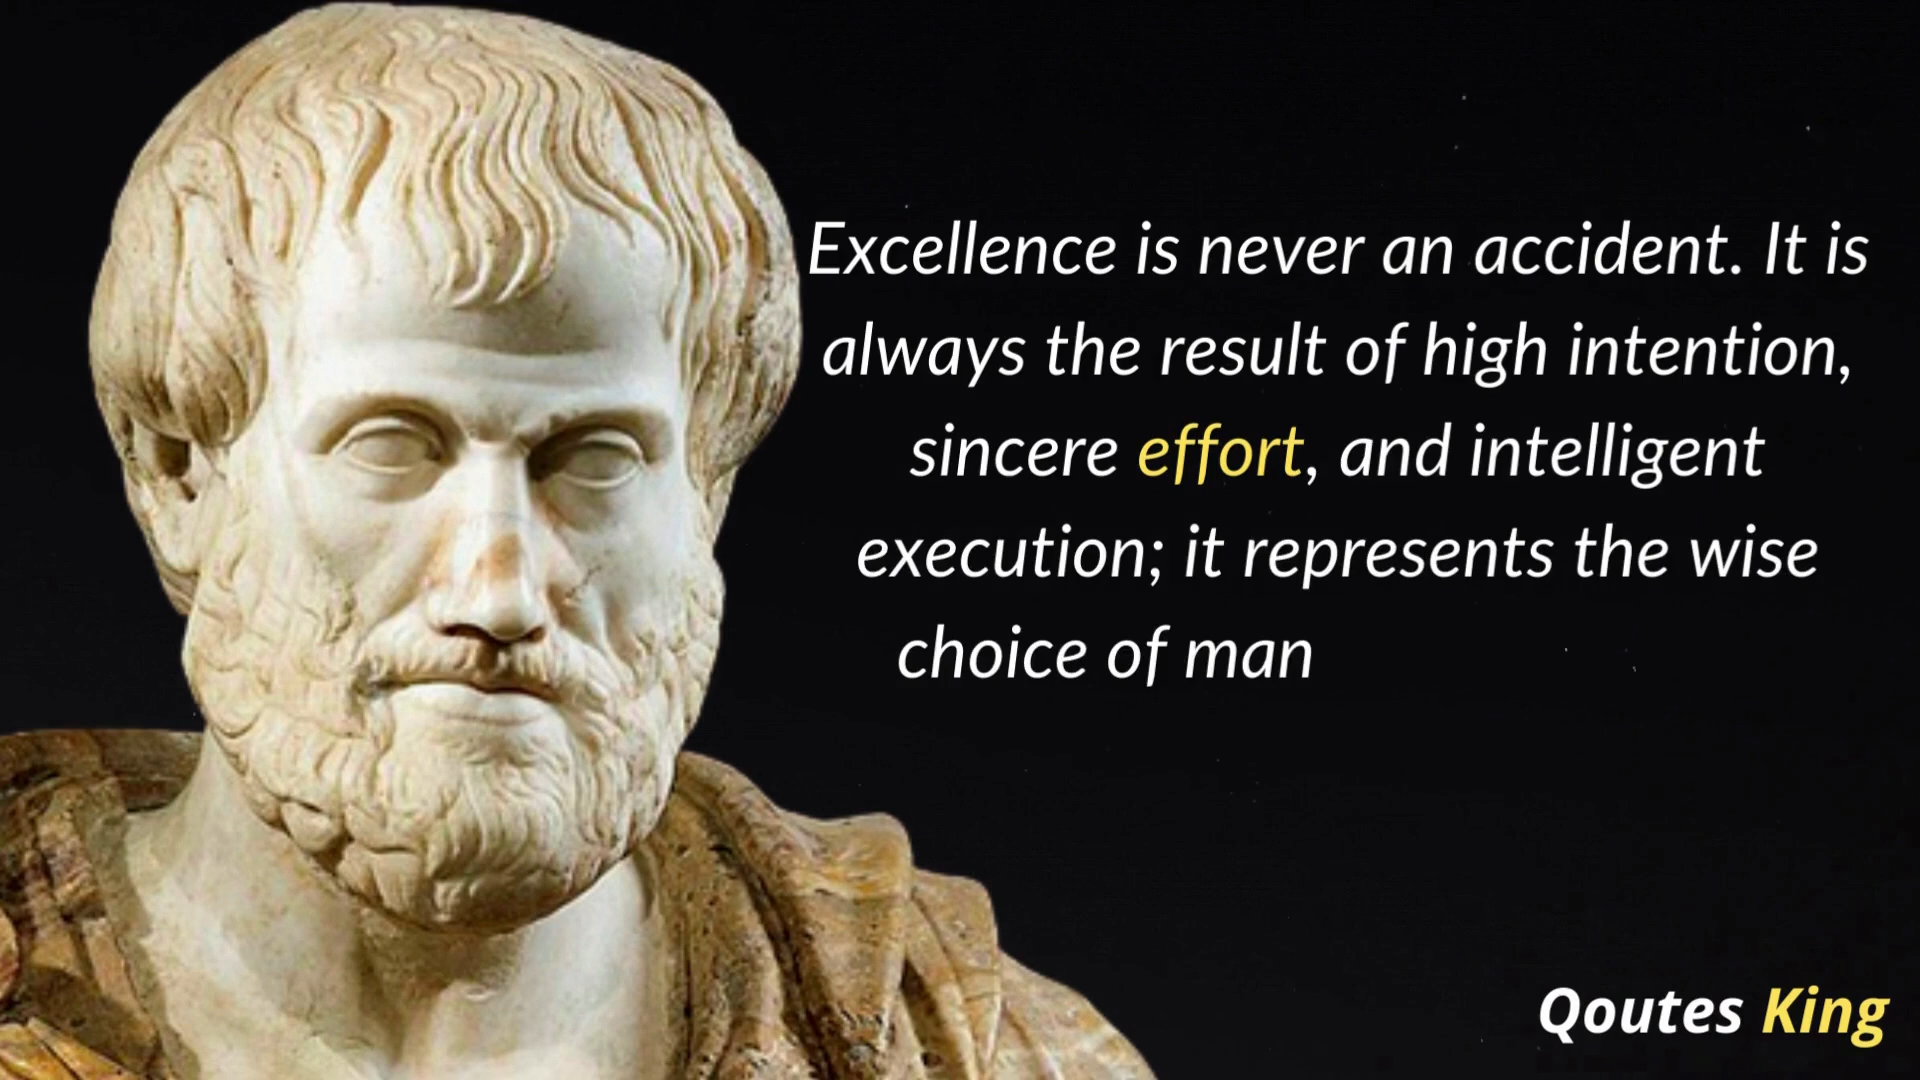 Excellence is never an accident. It is
always the result of high intention,
sincere effort, and intelligent
execution; it represents the wise
choice of man
Qoutes King